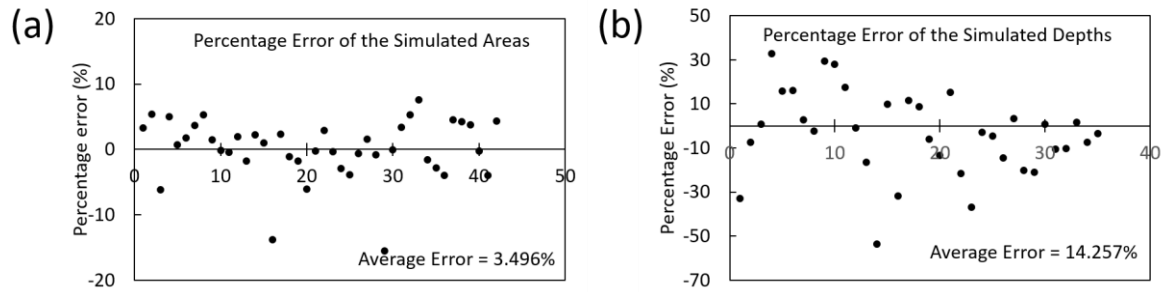 (a)
Percentage Error of the Simulated Areas
Percentage error (%)
20
10
0
-10
-20
0
10
20
30
40
50
Average Error = 3.496%
(b)
Percentage Error of the Simulated Depths
Percentage Error (%)
50
30
10
-10
-30
-50
-70
0
10
20
30
40
Average Error = 14.257%